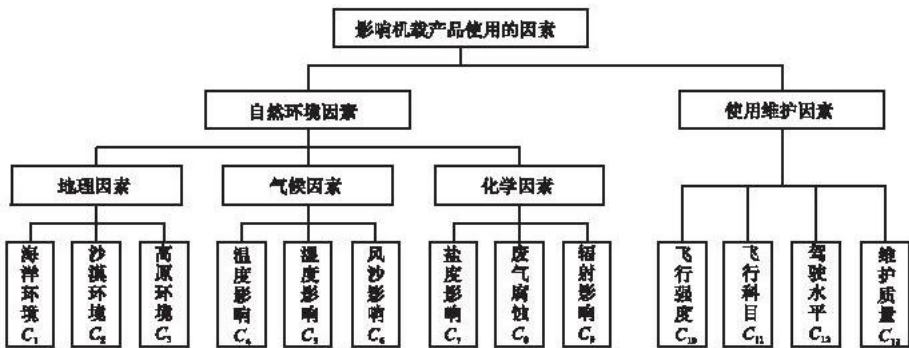 影响机载产品使用的因素
自然环境因素
使用维护因素
地理因素
气候因素
化学因素
海洋环境C₁
沙漠环境C₂
高原环境C₃
温度影响C₄
湿度影响C₅
风沙影响C₆
盐度影响C₇
废气腐蚀C₈
辐射影响C₉
飞行强度C₁₀
飞行科目C₁₁
驾驶水平C₁₂
维护质量C₁₃